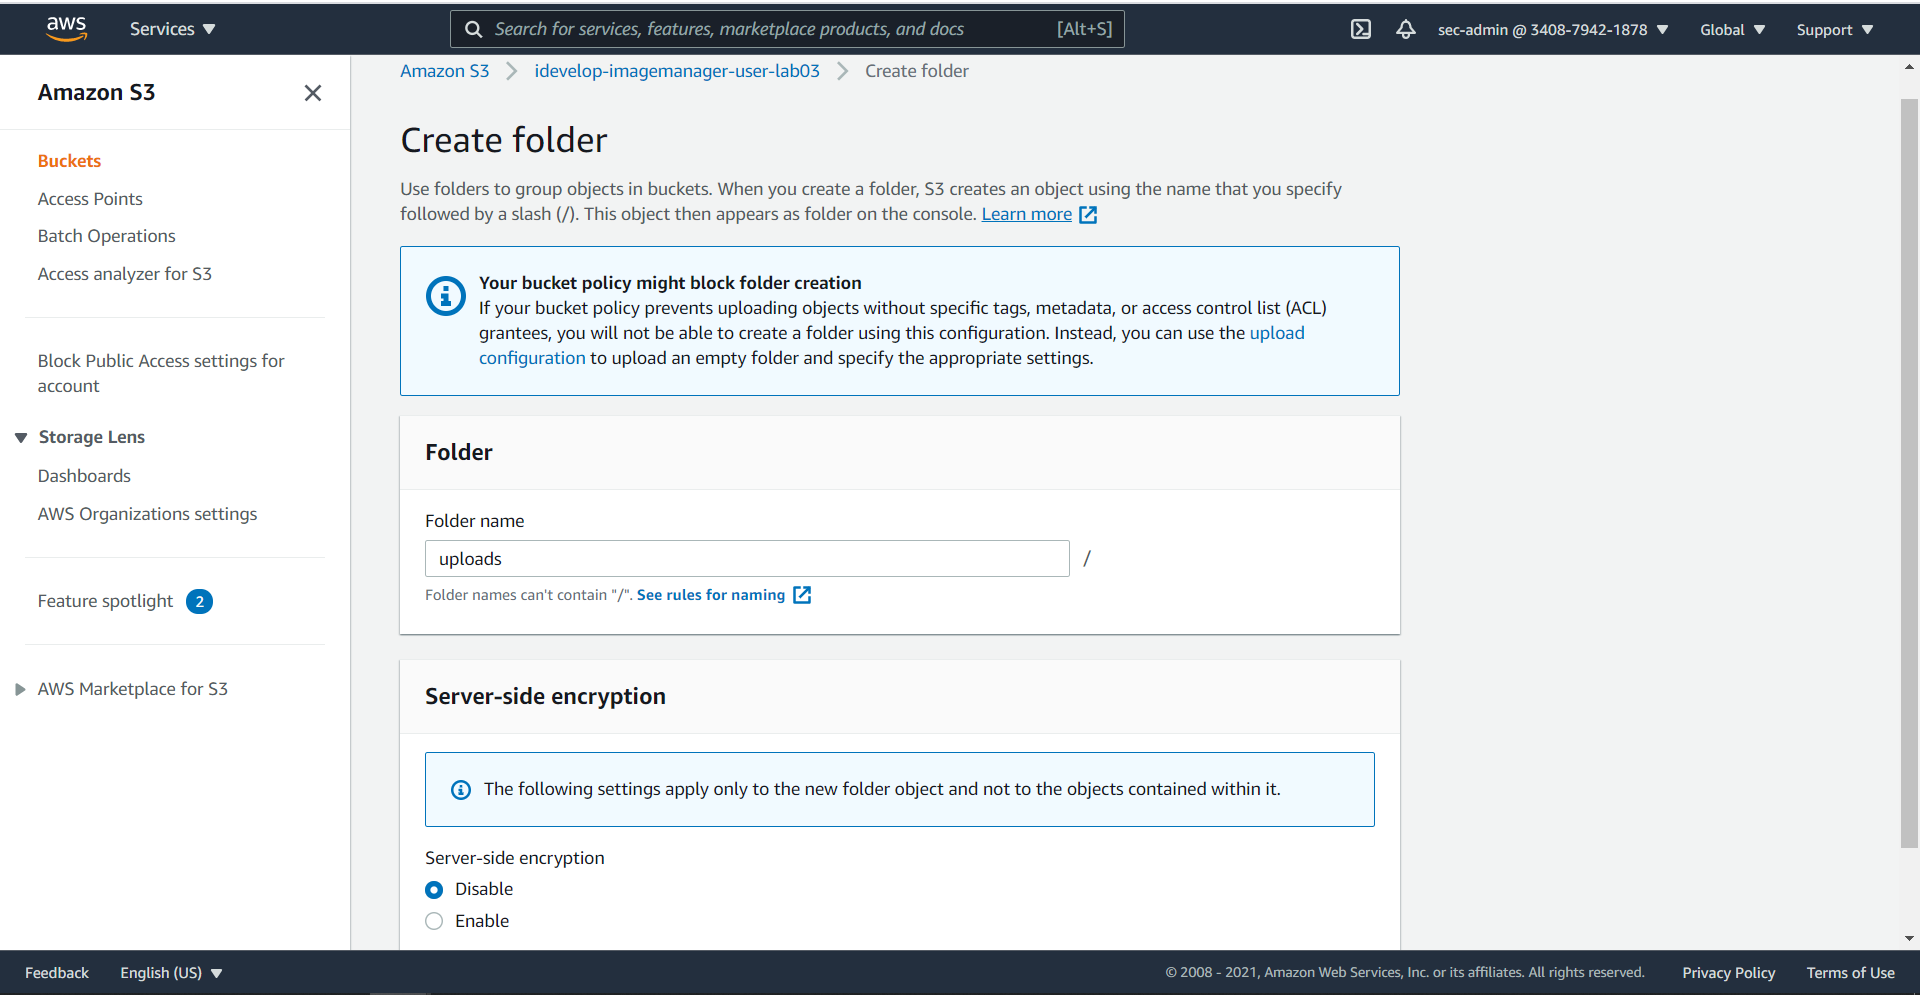 aws
Services
Search for services, features, marketplace products, and docs
[Alt+S]
sec-admin @ 3408-7942-1878
Global
Support
Amazon S3
Buckets
Access Points
Batch Operations
Access analyzer for S3
Block Public Access settings for
account
Storage Lens
Dashboards
AWS Organizations settings
Feature spotlight 2
AWS Marketplace for S3
Amazon S3 > idevelop-imagemanager-user-lab03 > Create folder
Create folder
Use folders to group objects in buckets. When you create a folder, S3 creates an object using the name that you specify
followed by a slash (/). This object then appears as folder on the console. Learn more
Your bucket policy might block folder creation
If your bucket policy prevents uploading objects without specific tags, metadata, or access control list (ACL)
grantees, you will not be able to create a folder using this configuration. Instead, you can use the upload
configuration to upload an empty folder and specify the appropriate settings.
Folder
Folder name
uploads /
Folder names can't contain "/". See rules for naming
Server-side encryption
The following settings apply only to the new folder object and not to the objects contained within it.
Server-side encryption
Disable
Enable
Feedback
English (US)
© 2008 - 2021, Amazon Web Services, Inc. or its affiliates. All rights reserved.
Privacy Policy
Terms of Use